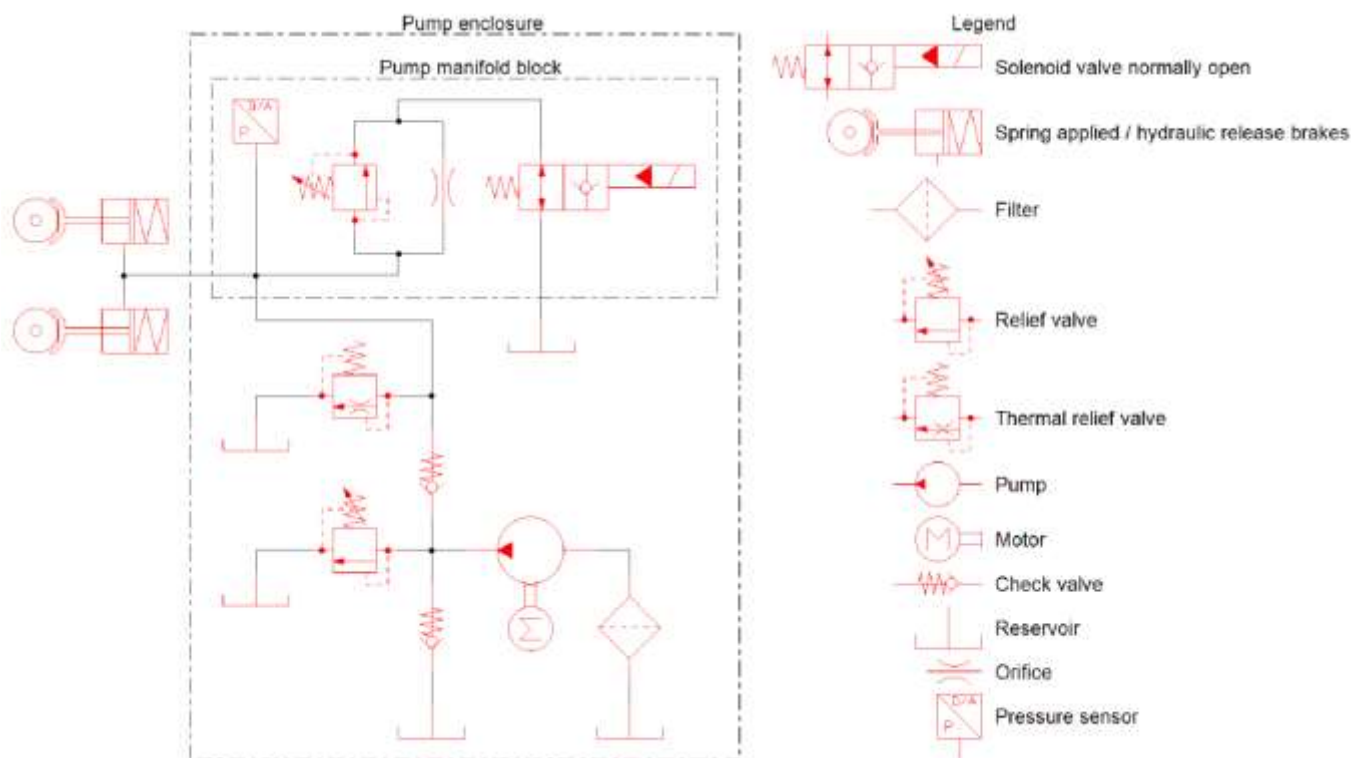 Pump enclosure
Pump manifold block
D/A
P
M
Legend
Solenoid valve normally open
Spring applied / hydraulic release brakes
Filter
Relief valve
Thermal relief valve
Pump
M
Motor
Check valve
Reservoir
Orifice
D/A
P
Pressure sensor